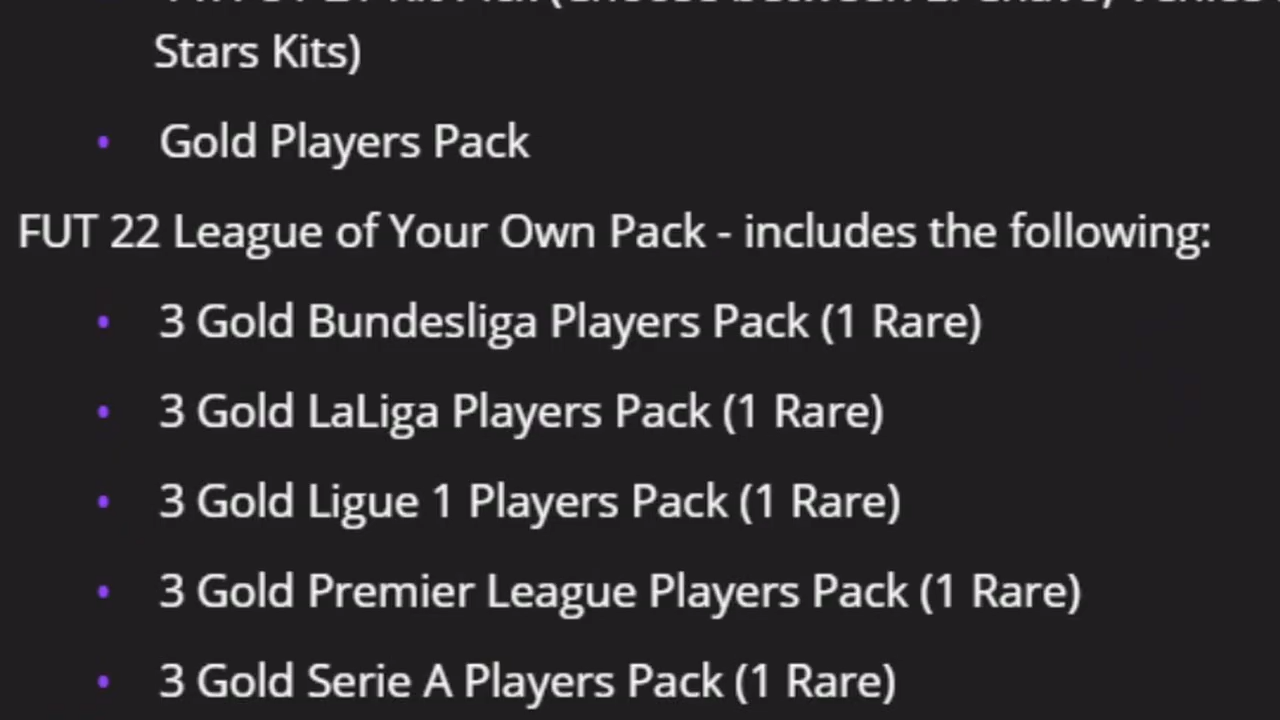 Stars Kits)
• Gold Players Pack
FUT 22 League of Your Own Pack - includes the following:
• 3 Gold Bundesliga Players Pack (1 Rare)
• 3 Gold LaLiga Players Pack (1 Rare)
• 3 Gold Ligue 1 Players Pack (1 Rare)
• 3 Gold Premier League Players Pack (1 Rare)
• 3 Gold Serie A Players Pack (1 Rare)